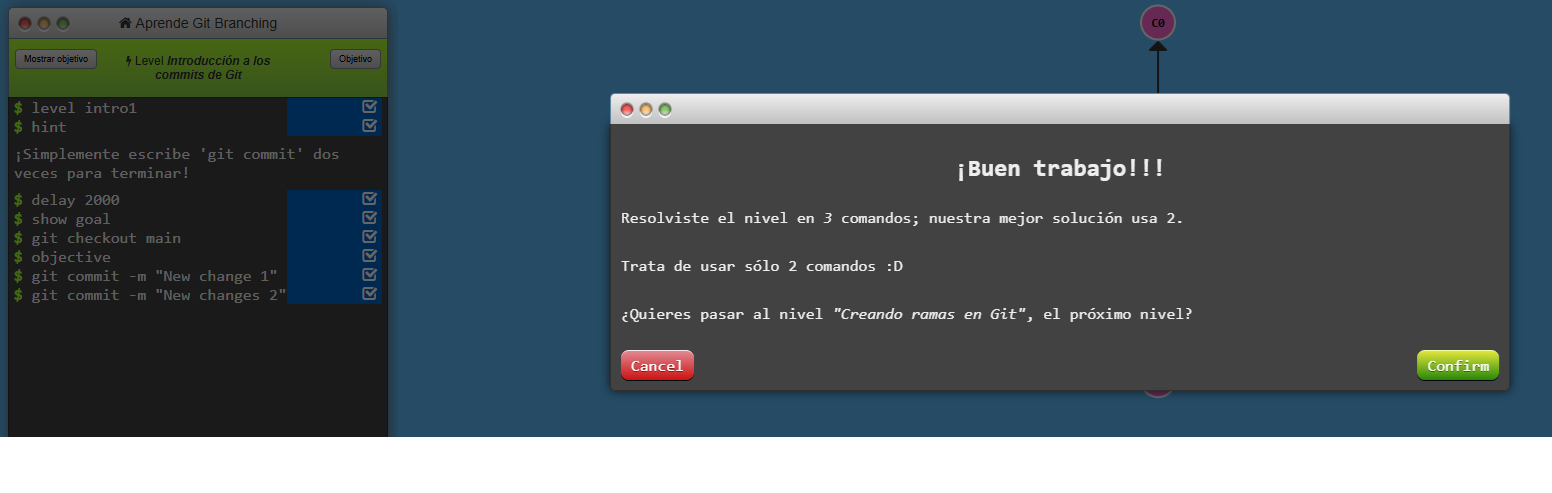 Aprende Git Branching
Mostrar objetivo
Level Introducción a los
commits de Git
Objetivo
$ level intro1
$ hint
¡Simplemente escribe 'git commit' dos
veces para terminar!
$ delay 2000
$ show goal
$ git checkout main
$ objective
$ git commit -m "New change 1"
$ git commit -m "New changes 2"
C0
¡Buen trabajo!!!
Resolviste el nivel en 3 comandos; nuestra mejor solución usa 2.
Trata de usar sólo 2 comandos :D
¿Quieres pasar al nivel "Creando ramas en Git", el próximo nivel?
Cancel
Confirm